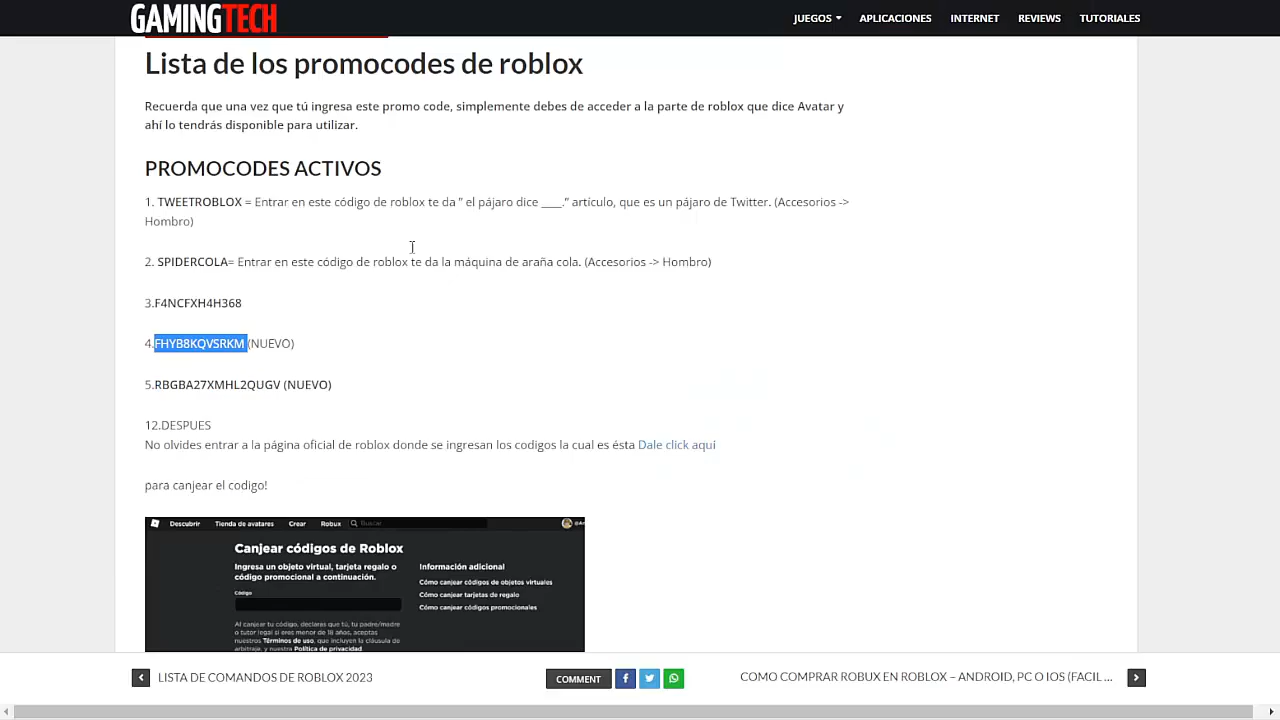 GAMINGTECH
JUEGOS APLICACIONES INTERNET REVIEWS TUTORIALES
Lista de los promocodes de roblox
Recuerda que una vez que tú ingresa este promo code, simplemente debes de acceder a la parte de roblox que dice Avatar y
ahí lo tendrás disponible para utilizar.
PROMOCODES ACTIVOS
1. TWEETROBLOX = Entrar en este código de roblox te da ” el pájaro dice ____.” artículo, que es un pájaro de Twitter. (Accesorios ->
Hombro)
2. SPIDERCOLA= Entrar en este código de roblox te da la máquina de araña cola. (Accesorios -> Hombro)
3.F4NCFXH4H368
4.FHYB8KQVSRKM (NUEVO)
5.RBGBA27XMHL2QUGV (NUEVO)
12.DESPUES
No olvides entrar a la página oficial de roblox donde se ingresan los codigos la cual es ésta Dale click aquí
para canjear el codigo!
Descubrir Tienda de avatares Crear Robux Buscar
Canjear códigos de Roblox
Ingresa un objeto virtual, tarjeta regalo o
código promocional a continuación.
Código
Al canjear tu código, declaras que tú, tu padre/madre
o tutor legal si eres menor de 18 años, aceptas
nuestros Términos de uso, que incluyen la cláusula de
arbitraje, y nuestra Política de privacidad
Información adicional
Cómo canjear códigos de objetos virtuales
Cómo canjear tarjetas de regalo
Cómo canjear códigos promocionales
LISTA DE COMANDOS DE ROBLOX 2023
COMMENT
COMO COMPRAR ROBUX EN ROBLOX – ANDROID, PC O IOS (FACIL ...